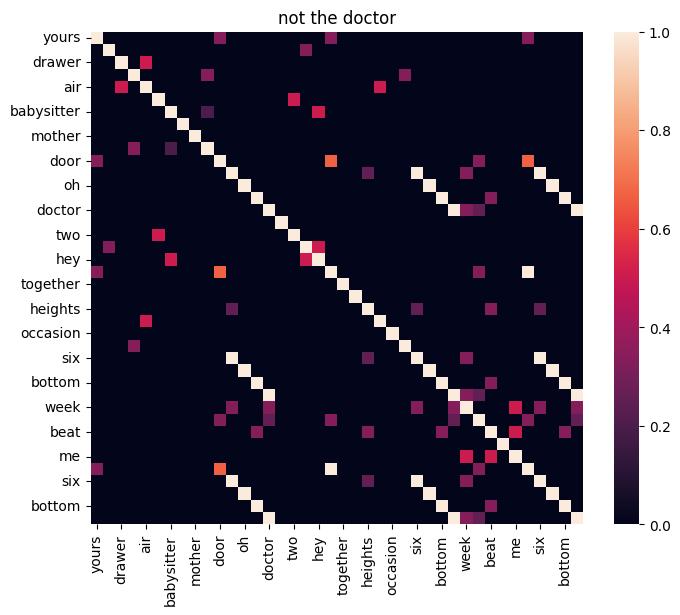 not the doctor
yours
drawer
air
babysitter
mother
door
oh
doctor
two
hey
together
heights
occasion
six
bottom
week
beat
me
six
bottom
yours
drawer
air
babysitter
mother
door
oh
doctor
two
hey
together
heights
occasion
six
bottom
week
beat
me
six
bottom
1.0
0.8
0.6
0.4
0.2
0.0